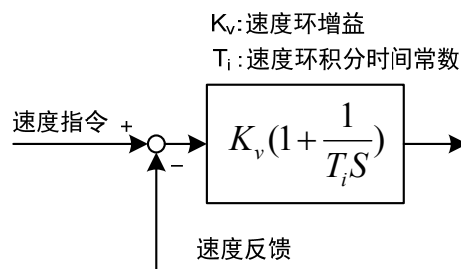 Kv:速度环增益
Ti:速度环积分时间常数
速度指令 +
Kv(1+1/TiS)
−
速度反馈